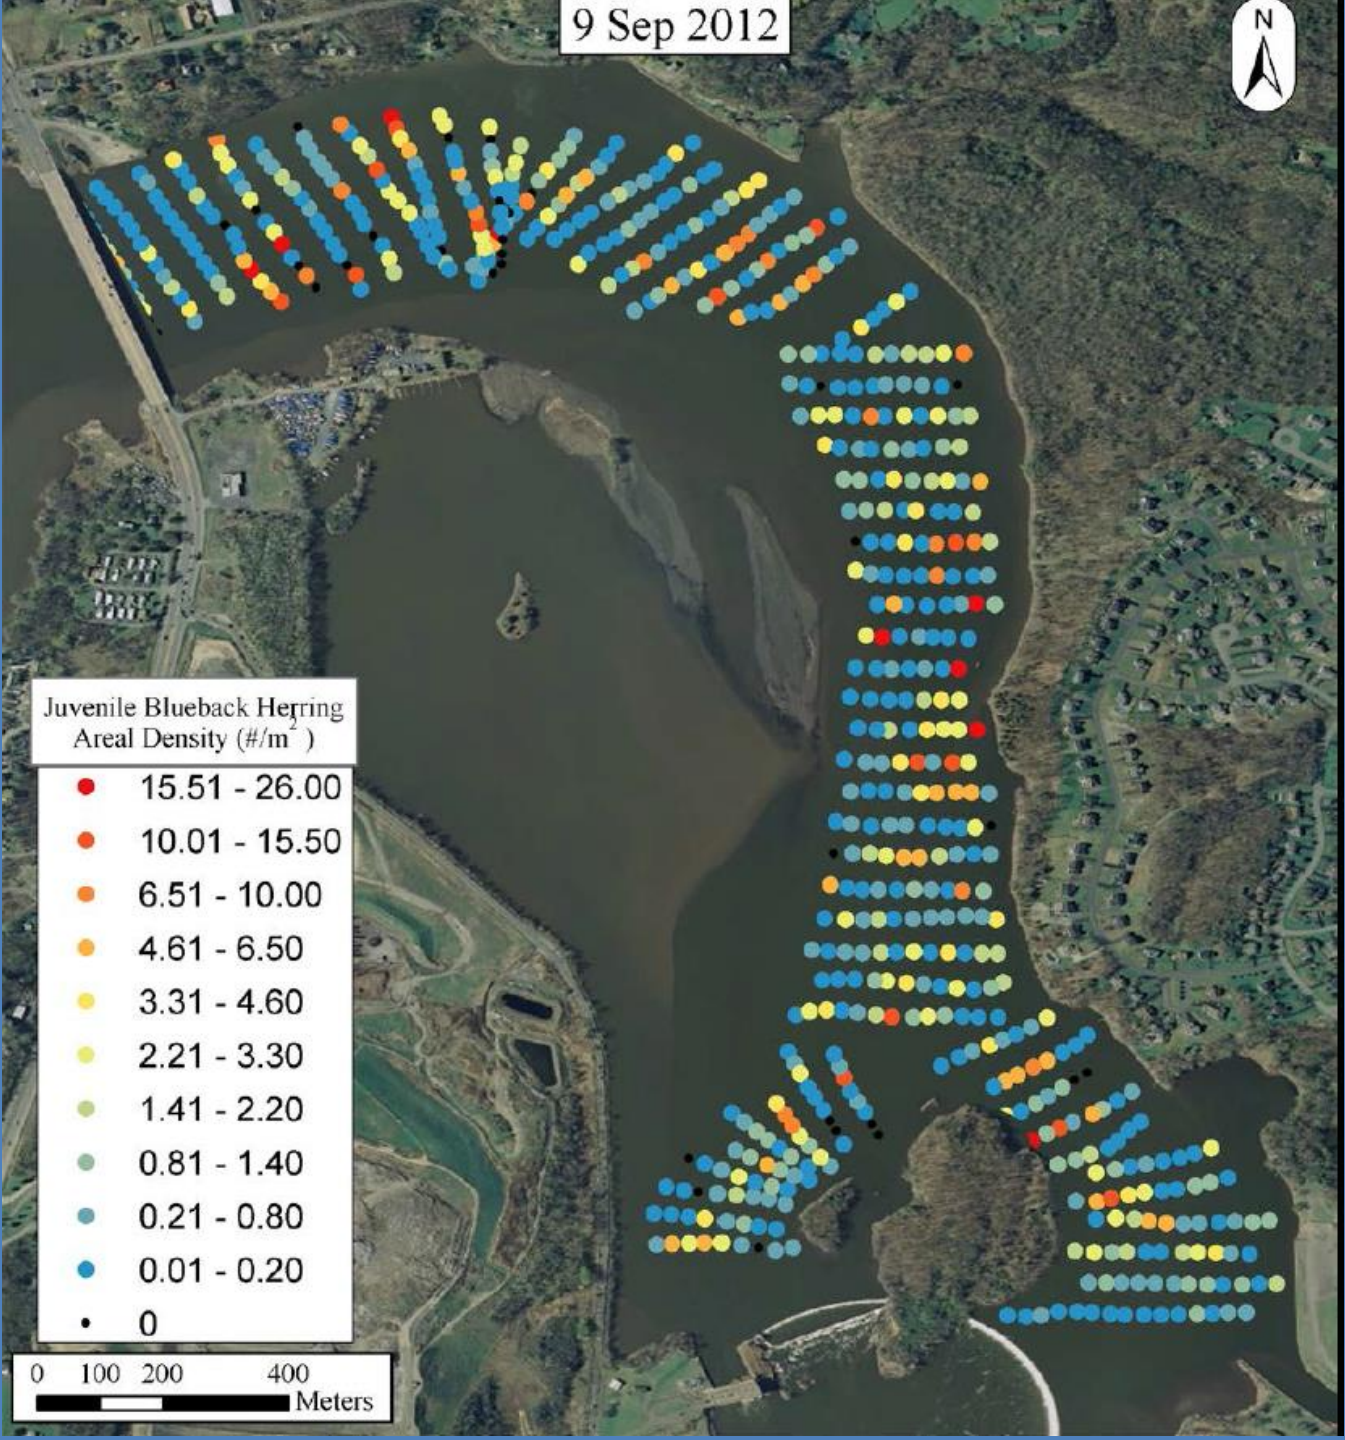 9 Sep 2012
N
Juvenile Blueback Herring
Areal Density (#/m²)
15.51 - 26.00
10.01 - 15.50
6.51 - 10.00
4.61 - 6.50
3.31 - 4.60
2.21 - 3.30
1.41 - 2.20
0.81 - 1.40
0.21 - 0.80
0.01 - 0.20
0
0 100 200 400
Meters